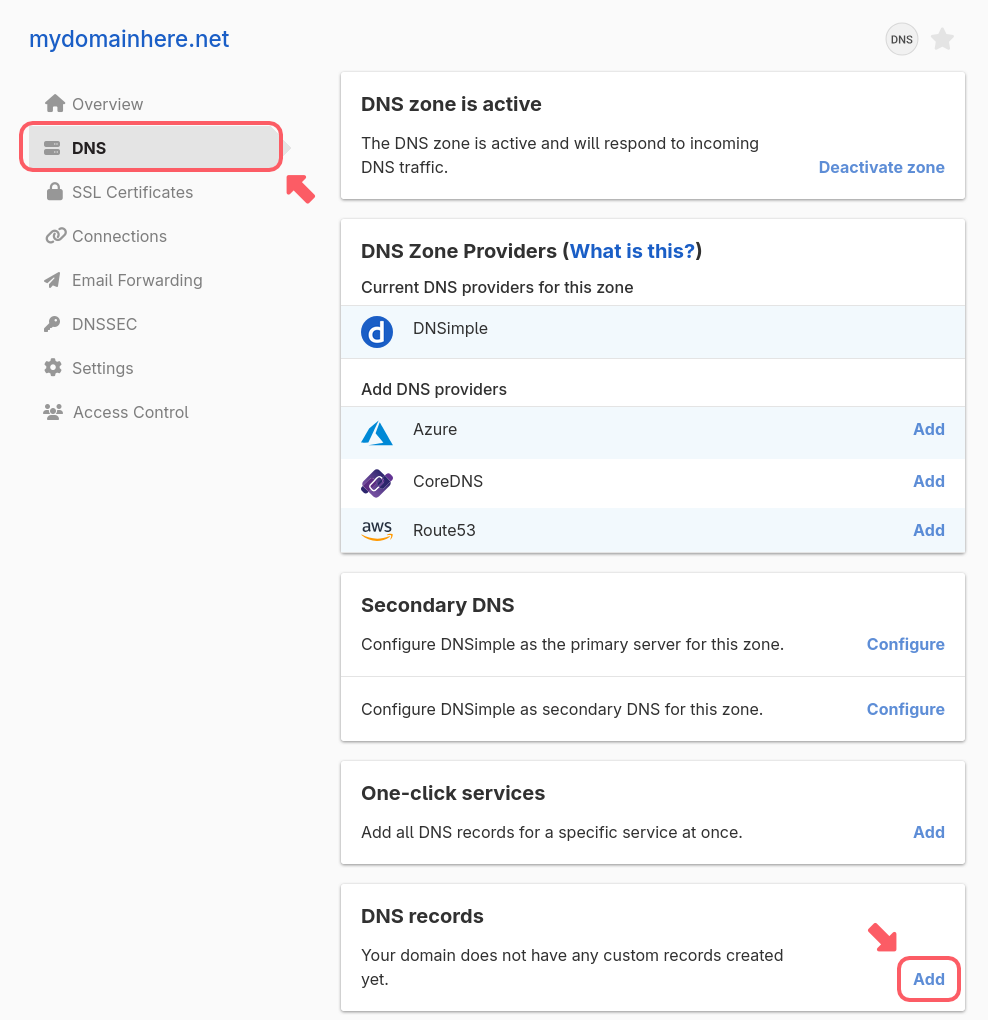 mydomainhere.net
DNS
Overview
DNS
SSL Certificates
Connections
Email Forwarding
DNSSEC
Settings
Access Control
DNS zone is active
The DNS zone is active and will respond to incoming
DNS traffic.
Deactivate zone
DNS Zone Providers (What is this?)
Current DNS providers for this zone
d DNSimple
Add DNS providers
Azure Add
CoreDNS Add
aws Route53 Add
Secondary DNS
Configure DNSimple as the primary server for this zone. Configure
Configure DNSimple as secondary DNS for this zone. Configure
One-click services
Add all DNS records for a specific service at once. Add
DNS records
Your domain does not have any custom records created
yet.
Add